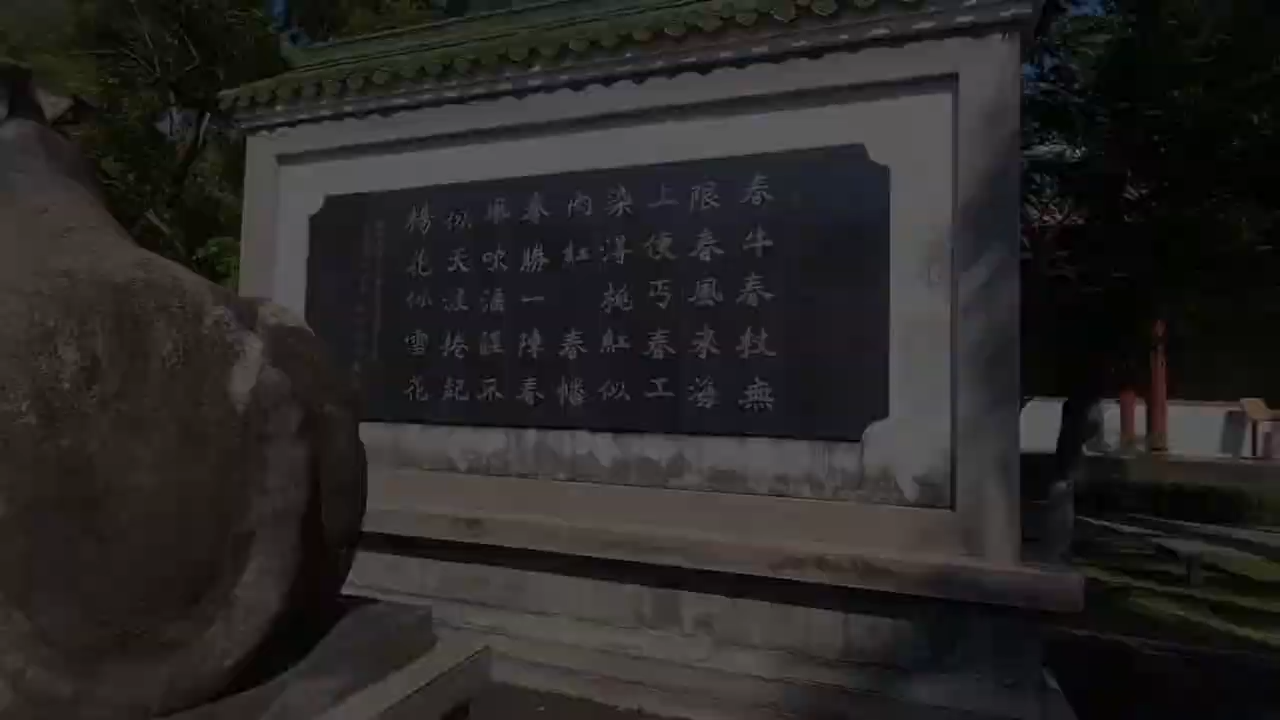 春牛春杖無
限春風來海
上便丐春工
染得桃紅似
肉紅 春幡
春勝一陣春
風吹酒醒不
似天涯捲起
楊花似雪花